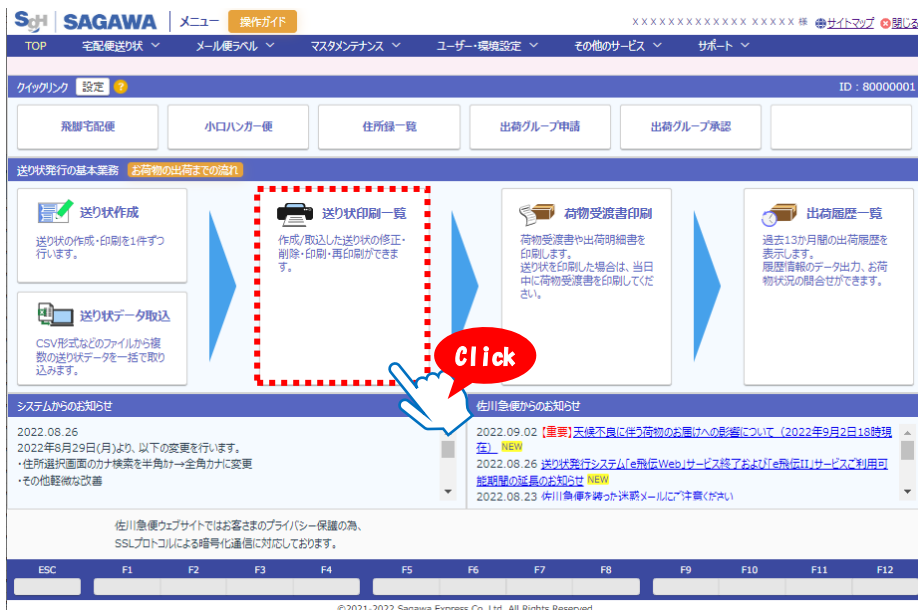 SGH SAGAWA メニュー 操作ガイド XXXXXXXXXXXXX XXXXX 様 サイトマップ 閉じる
TOP 宅配便送り状 メール便ラベル マスタメンテナンス ユーザー・環境設定 その他のサービス サポート
クイックリンク 設定 ? ID : 80000001
飛脚宅配便 小口ハンガー便 住所録一覧 出荷グループ申請 出荷グループ承認
送り状発行の基本業務 お荷物の出荷までの流れ
送り状作成
送り状の作成・印刷を1件ずつ
行います。
送り状データ取込
CSV形式などのファイルから複
数の送り状データを一括で取り
込みます。
送り状印刷一覧
作成/取込した送り状の修正・
削除・印刷・再印刷ができま
す。
Click
荷物受渡書印刷
荷物受渡書や出荷明細書を
印刷します。
送り状を印刷した場合は、当日
中に荷物受渡書を印刷してくだ
さい。
出荷履歴一覧
過去13か月間の出荷履歴を
表示します。
履歴情報のデータ出力、お荷
物状況の問合せができます。
システムからのお知らせ
2022.08.26
2022年8月29日(月)より、以下の変更を行います。
・住所選択画面のカナ検索を半角カナ→全角カナに変更
・その他軽微な改善
佐川急便からのお知らせ
2022.09.02 【重要】天候不良に伴う荷物のお届けへの影響について（2022年9月2日18時現
在） NEW
2022.08.26 送り状発行システム「e飛伝Web」サービス終了および「e飛伝II」サービスご利用可
能期間の延長のお知らせ NEW
2022.08.23 佐川急便を装った迷惑メールにご注意ください
佐川急便ウェブサイトではお客さまのプライバシー保護の為、
SSLプロトコルによる暗号化通信に対応しております。
ESC F1 F2 F3 F4 F5 F6 F7 F8 F9 F10 F11 F12
©2021-2022 Sagawa Express Co.,Ltd. All Rights Reserved.